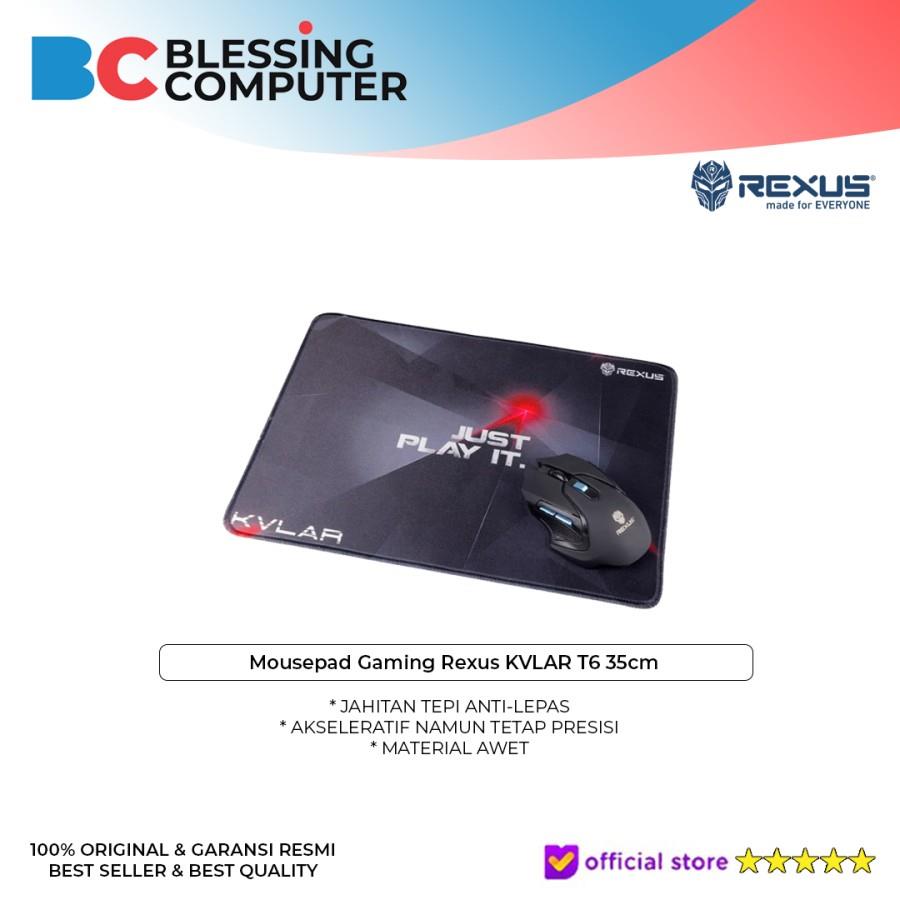 BC BLESSING
COMPUTER
REXUS®
made for EVERYONE
REXUS
JUST
PLAY IT.
REXUS
KVLAR
Mousepad Gaming Rexus KVLAR T6 35cm
* JAHITAN TEPI ANTI-LEPAS
* AKSELERATIF NAMUN TETAP PRESISI
* MATERIAL AWET
100% ORIGINAL & GARANSI RESMI
BEST SELLER & BEST QUALITY
official store